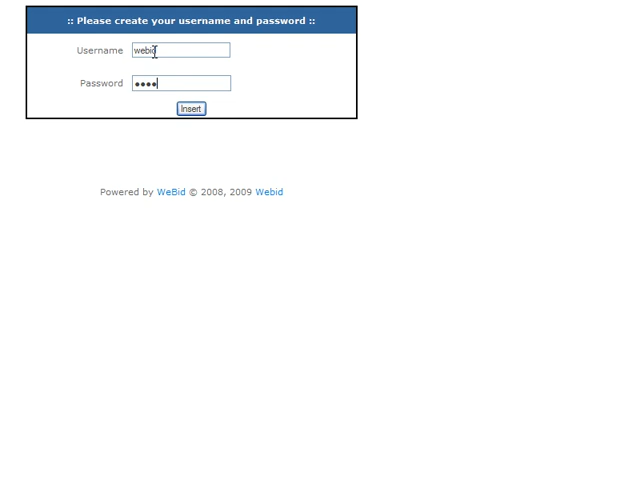 :: Please create your username and password ::
Username webid
Password ••••
Insert
Powered by WeBid © 2008, 2009 Webid